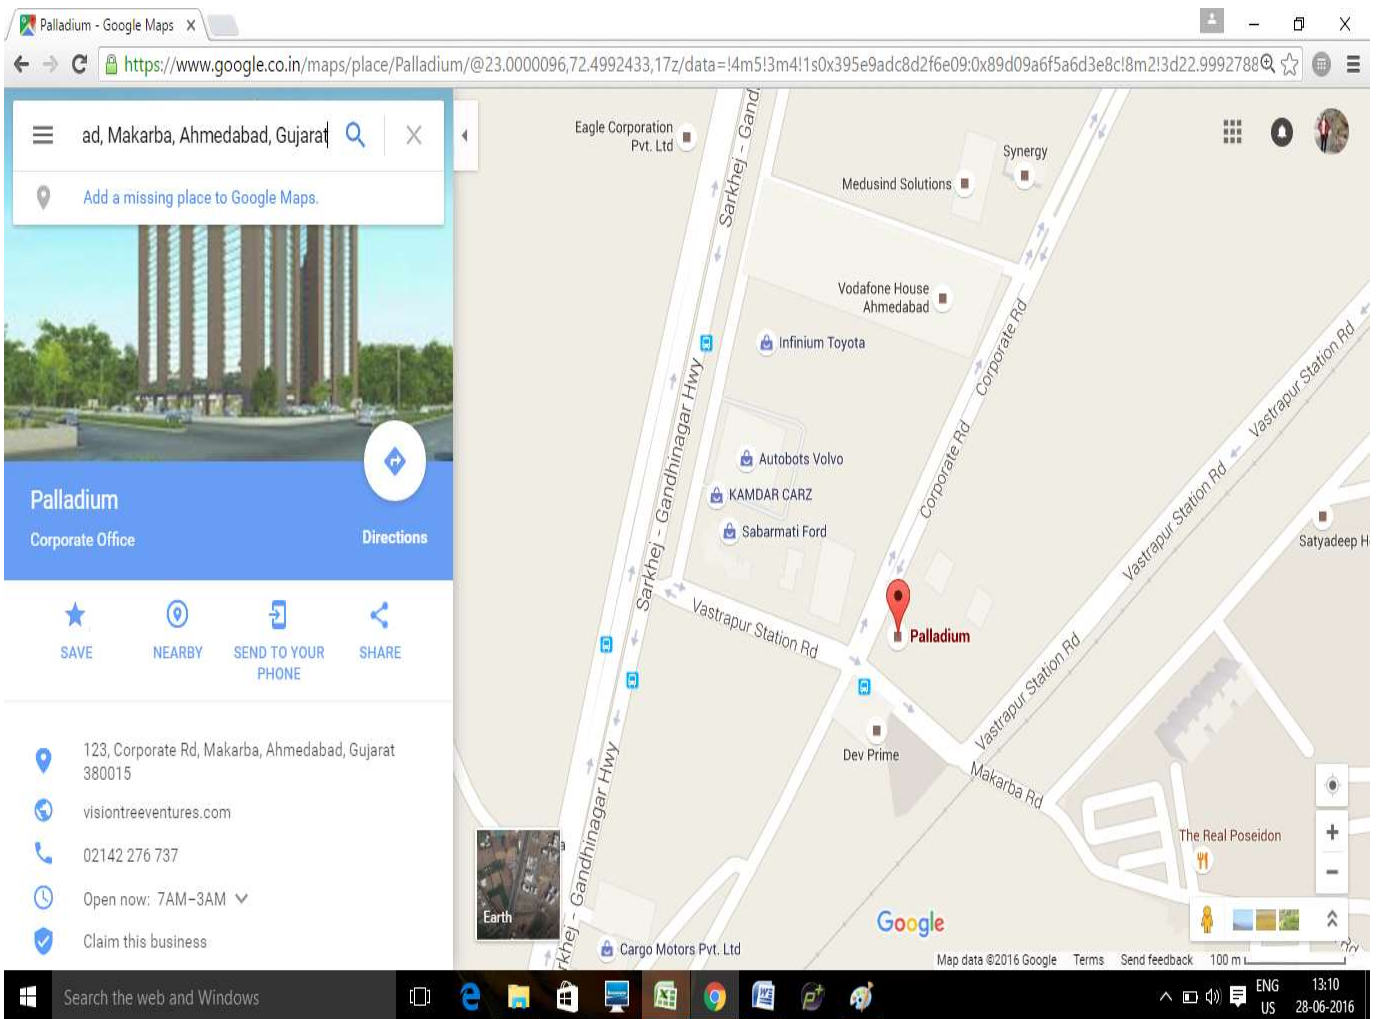 Palladium - Google Maps
https://www.google.co.in/maps/place/Palladium/@23.0000096,72.4992433,17z/data=!4m5!3m4!1s0x395e9adc8d2f6e09:0x89d09a6f5a6d3e8c!8m2!3d22.9992788
ad, Makarba, Ahmedabad, Gujarat
Add a missing place to Google Maps.
Palladium
Corporate Office
Directions
SAVE
NEARBY
SEND TO YOUR
PHONE
SHARE
123, Corporate Rd, Makarba, Ahmedabad, Gujarat
380015
visiontreeventures.com
02142 276 737
Open now: 7AM–3AM
Claim this business
Eagle Corporation
Pvt. Ltd
Sarkhej - Gand
Synergy
Medusind Solutions
Vodafone House
Ahmedabad
Infinium Toyota
Corporate Rd
Vastrapur Station Rd
Sarkhej - Gandhinagar Hwy
Autobots Volvo
Corporate Rd
KAMDAR CARZ
Sabarmati Ford
Vastrapur Station Rd
Satyadeep H
Vastrapur Station Rd
Palladium
Vastrapur Station Rd
Dev Prime
Makarba Rd
rkhej - Gandhinagar Hwy
The Real Poseidon
Earth
Google
Cargo Motors Pvt. Ltd
Rd
Map data ©2016 Google Terms Send feedback 100 m
Search the web and Windows
ENG
US
13:10
28-06-2016